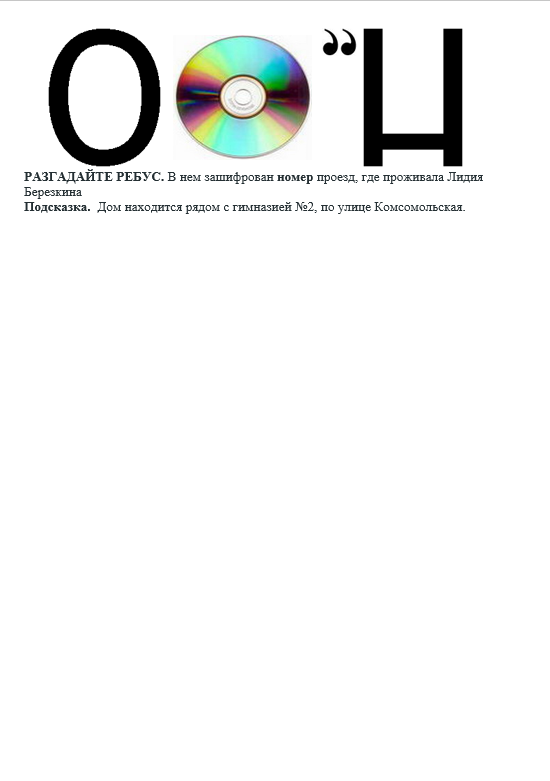 О ” Н
РАЗГАДАЙТЕ РЕБУС. В нем зашифрован номер проезд, где проживала Лидия
Березкина
Подсказка. Дом находится рядом с гимназией №2, по улице Комсомольская.